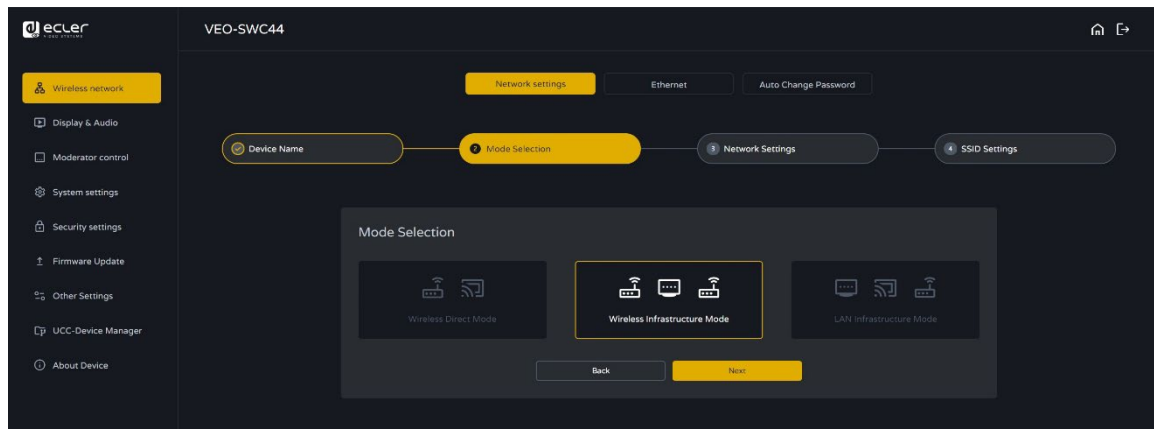 ecler
VIDEO SYSTEMS
VEO-SWC44
Wireless network
Display & Audio
Moderator control
System settings
Security settings
Firmware Update
Other Settings
UCC-Device Manager
About Device
Network settings
Ethernet
Auto Change Password
Device Name
2 Mode Selection
3 Network Settings
4 SSID Settings
Mode Selection
Wireless Direct Mode
Wireless Infrastructure Mode
LAN Infrastructure Mode
Back
Next